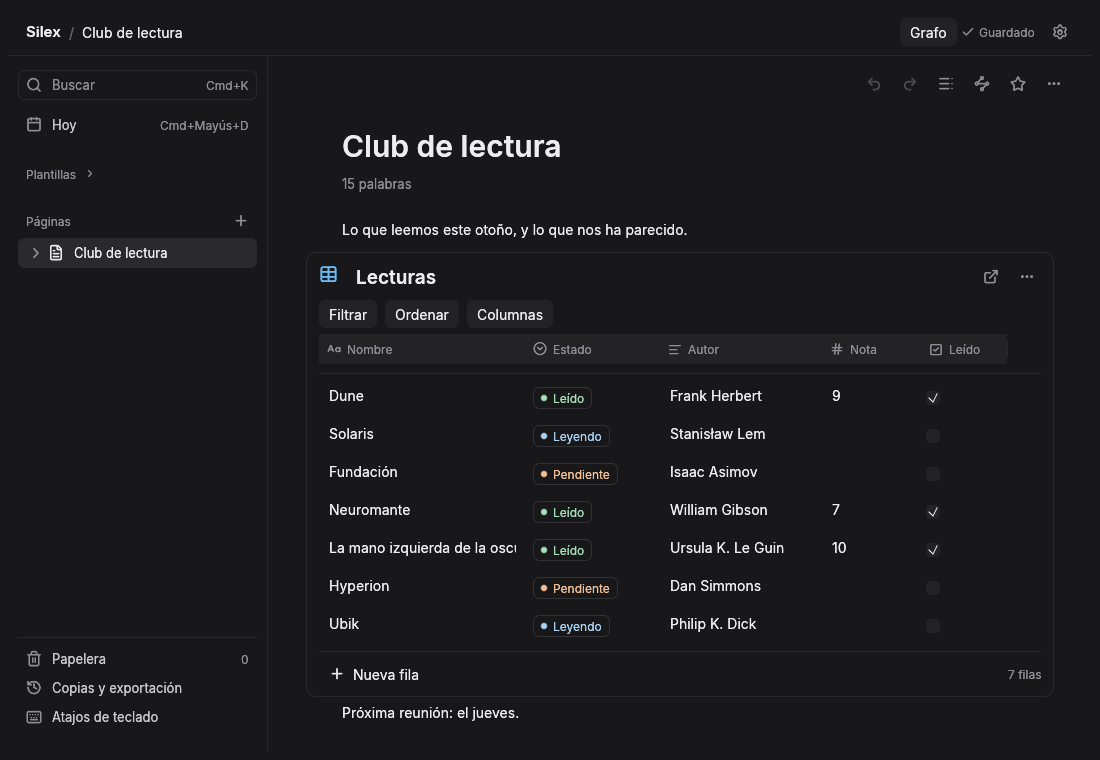 Silex / Club de lectura
Grafo
Guardado
Buscar Cmd+K
Hoy Cmd+Mayús+D
Plantillas
Páginas
Club de lectura
Papelera 0
Copias y exportación
Atajos de teclado
Club de lectura
15 palabras
Lo que leemos este otoño, y lo que nos ha parecido.
Lecturas
Filtrar Ordenar Columnas
Aa Nombre Estado Autor # Nota Leído
Dune Leído Frank Herbert 9
Solaris Leyendo Stanisław Lem
Fundación Pendiente Isaac Asimov
Neuromante Leído William Gibson 7
La mano izquierda de la oscu Leído Ursula K. Le Guin 10
Hyperion Pendiente Dan Simmons
Ubik Leyendo Philip K. Dick
+ Nueva fila 7 filas
Próxima reunión: el jueves.